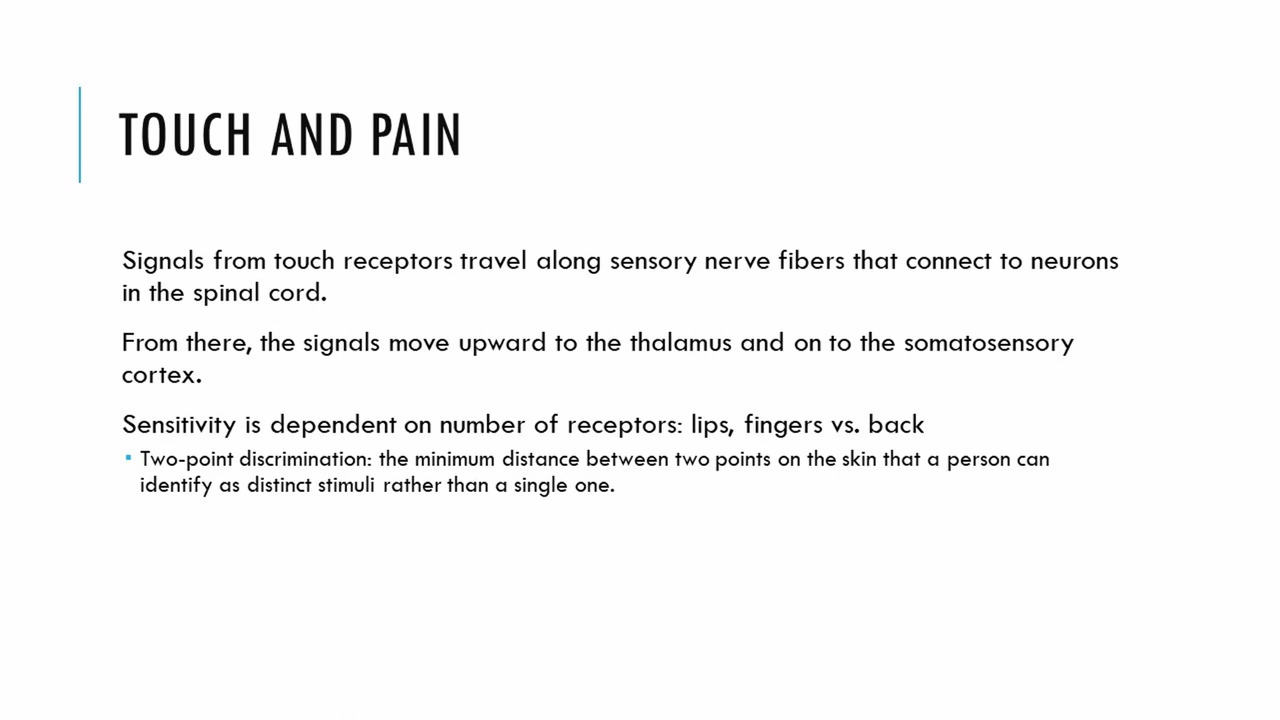 TOUCH AND PAIN
Signals from touch receptors travel along sensory nerve fibers that connect to neurons
in the spinal cord.
From there, the signals move upward to the thalamus and on to the somatosensory
cortex.
Sensitivity is dependent on number of receptors: lips, fingers vs. back
▪ Two-point discrimination: the minimum distance between two points on the skin that a person can
identify as distinct stimuli rather than a single one.